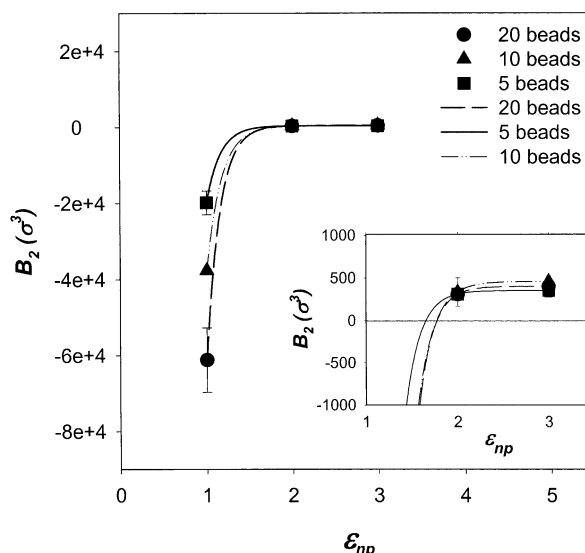 2e+4
0
-2e+4
-4e+4
-6e+4
-8e+4
B₂ (σ³)
0 1 2 3 4 5
εnp
20 beads
10 beads
5 beads
20 beads
5 beads
10 beads
1000
500
0
-500
-1000
B₂ (σ³)
1 2 3
εnp